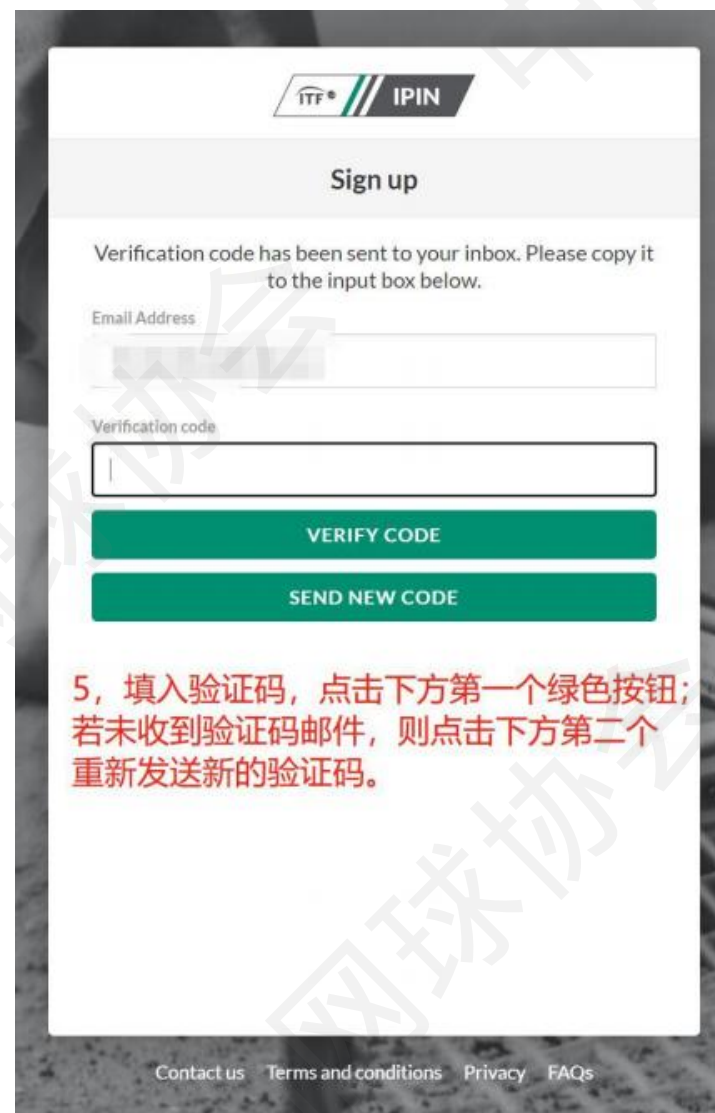 ITF® IPIN
Sign up
Verification code has been sent to your inbox. Please copy it
to the input box below.
Email Address
Verification code
VERIFY CODE
SEND NEW CODE
5，填入验证码，点击下方第一个绿色按钮；
若未收到验证码邮件，则点击下方第二个
重新发送新的验证码。
网球协
Contact us Terms and conditions Privacy FAQs